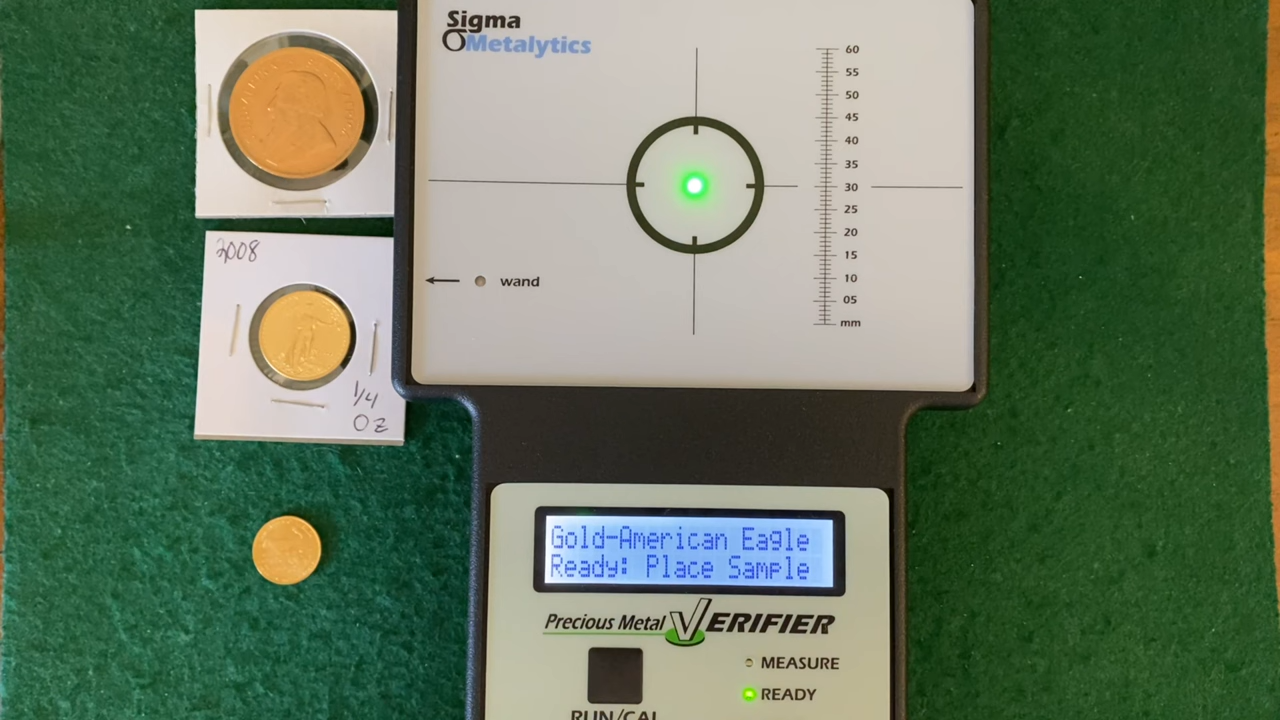 Sigma
Metalytics
60
55
50
45
40
35
30
25
20
15
10
05
mm
wand
2008
1/4
OZ
Gold-American Eagle
Ready: Place Sample
Precious Metal VERIFIER
MEASURE
READY
RUN/CAL